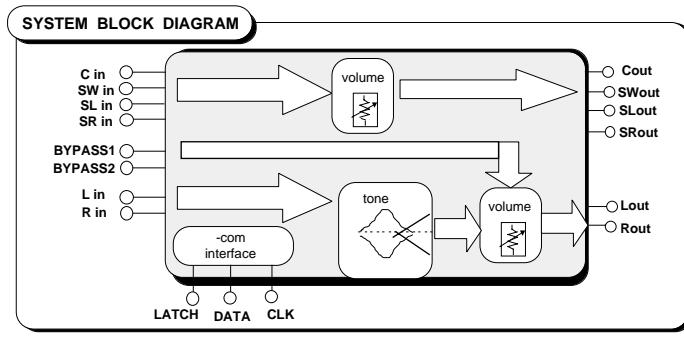 SYSTEM BLOCK DIAGRAM
C in
SW in
SL in
SR in
BYPASS1
BYPASS2
L in
R in
volume
tone
volume
-com
interface
LATCH
DATA
CLK
Cout
SWout
SLout
SRout
Lout
Rout